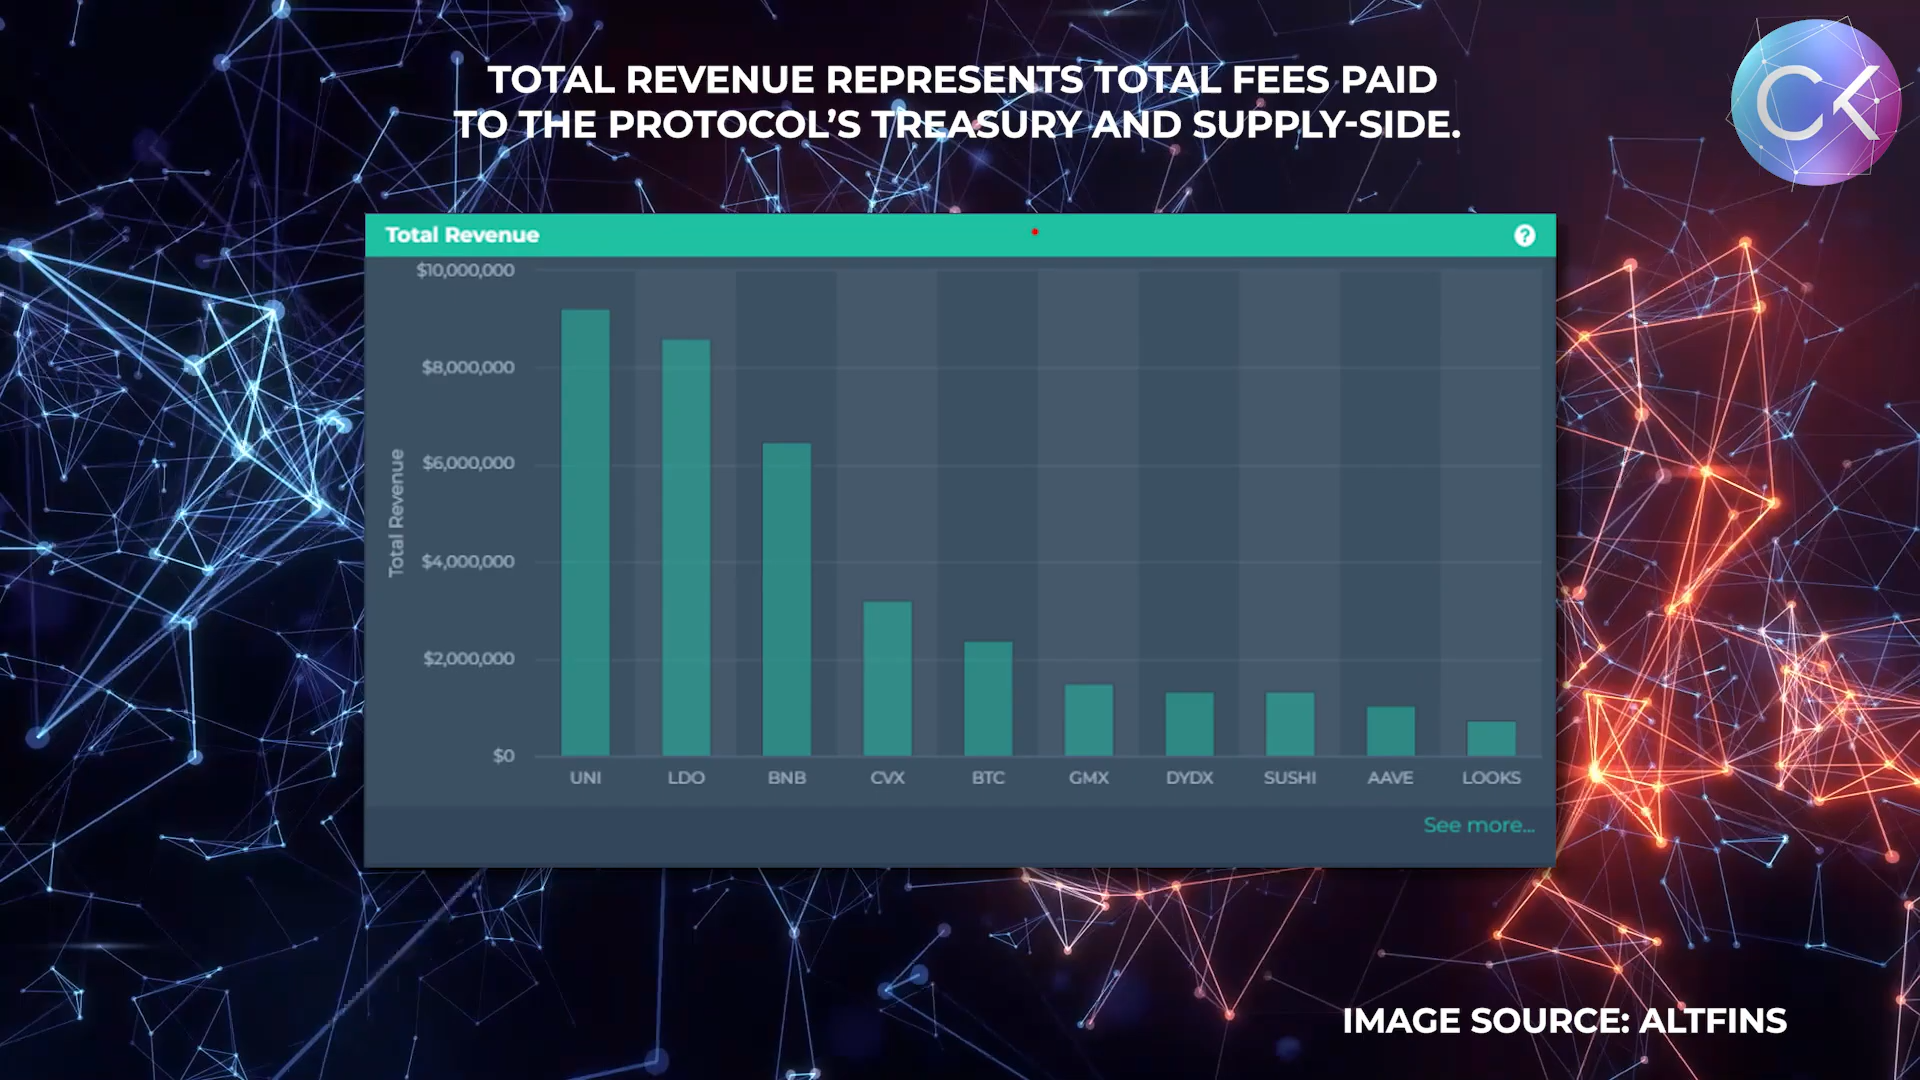 TOTAL REVENUE REPRESENTS TOTAL FEES PAID
TO THE PROTOCOL’S TREASURY AND SUPPLY-SIDE.
CK
Total Revenue
?
$10,000,000
$8,000,000
$6,000,000
$4,000,000
$2,000,000
$0
Total Revenue
UNI LDO BNB CVX BTC GMX DYDX SUSHI AAVE LOOKS
See more...
IMAGE SOURCE: ALTFINS